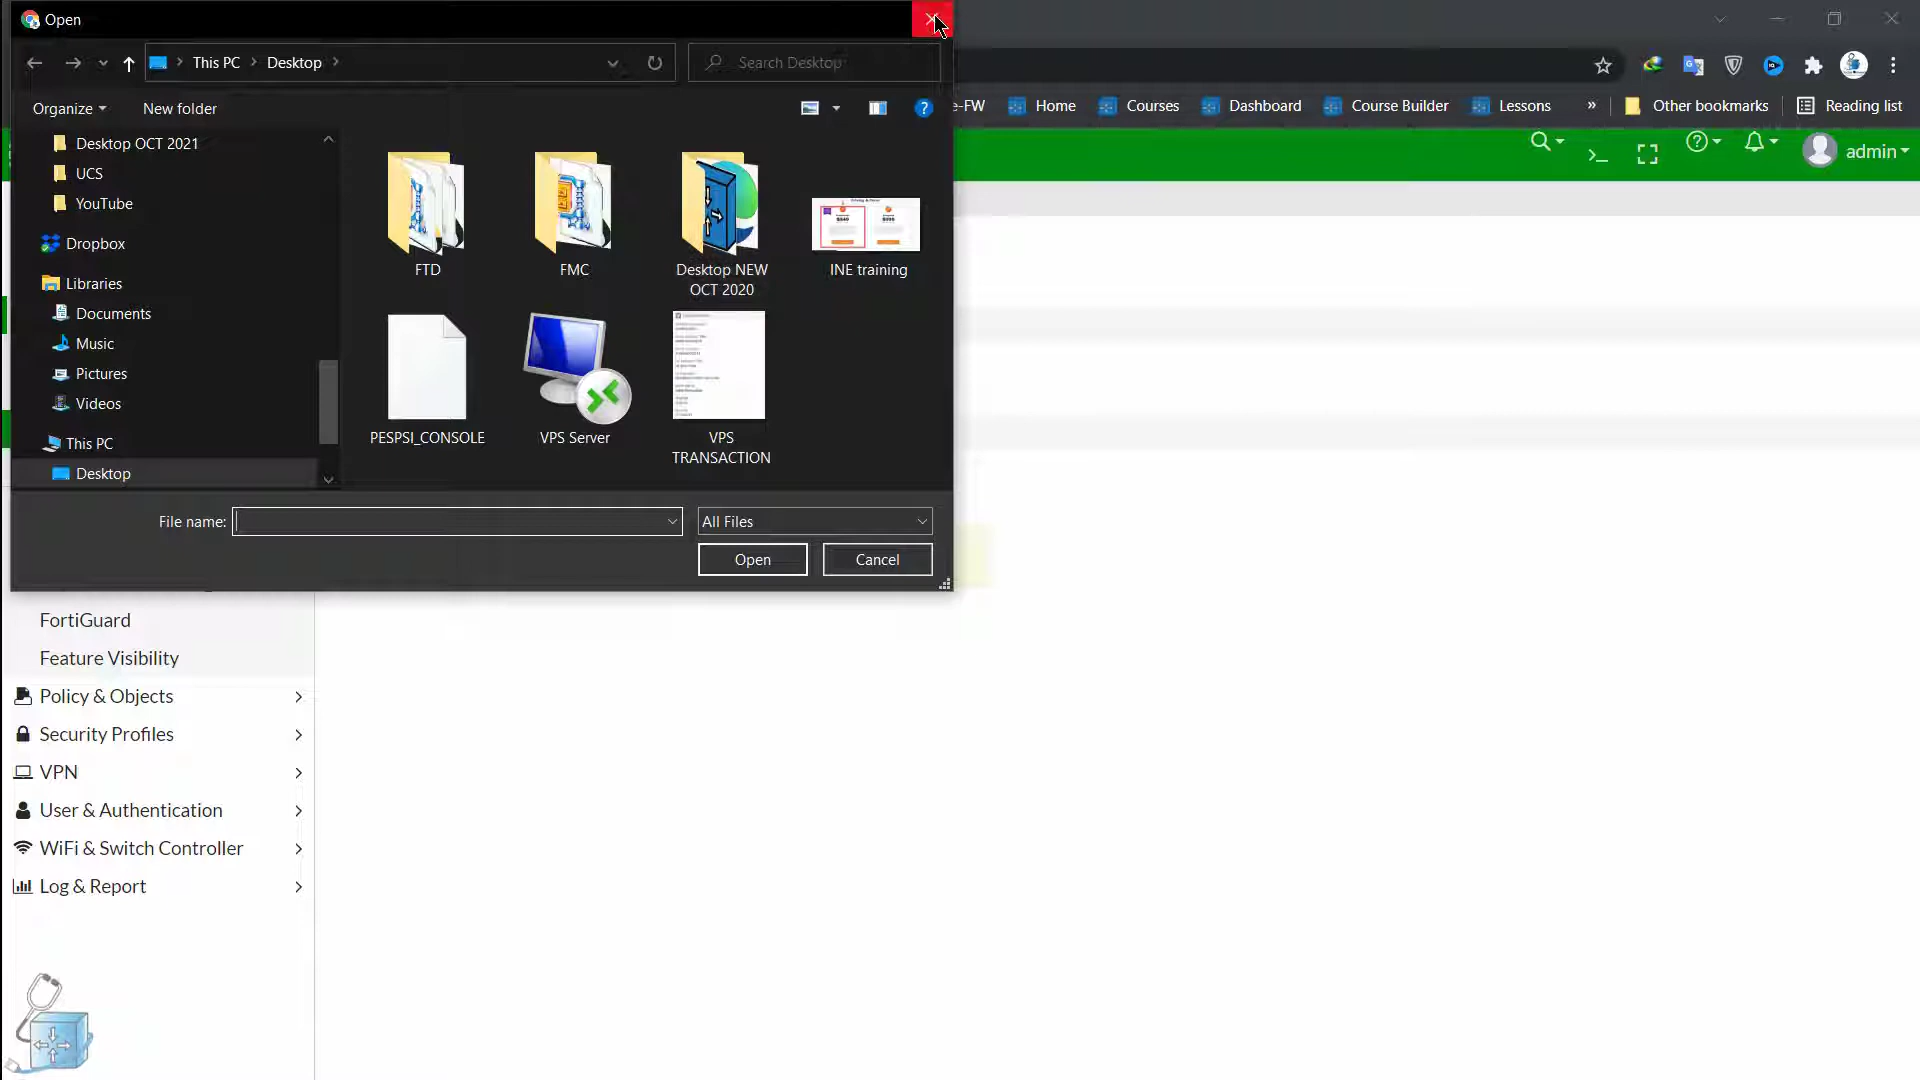 Open
This PC
Desktop
Search Desktop
Organize
New folder
Desktop OCT 2021
UCS
YouTube
Dropbox
Libraries
Documents
Music
Pictures
Videos
This PC
Desktop
FTD
FMC
Desktop NEW
OCT 2020
INE training
PESPSI_CONSOLE
VPS Server
VPS
TRANSACTION
File name:
All Files
Open
Cancel
e-FW
Home
Courses
Dashboard
Course Builder
Lessons
»
Other bookmarks
Reading list
>_
admin
FortiGuard
Feature Visibility
Policy & Objects
Security Profiles
VPN
User & Authentication
WiFi & Switch Controller
Log & Report